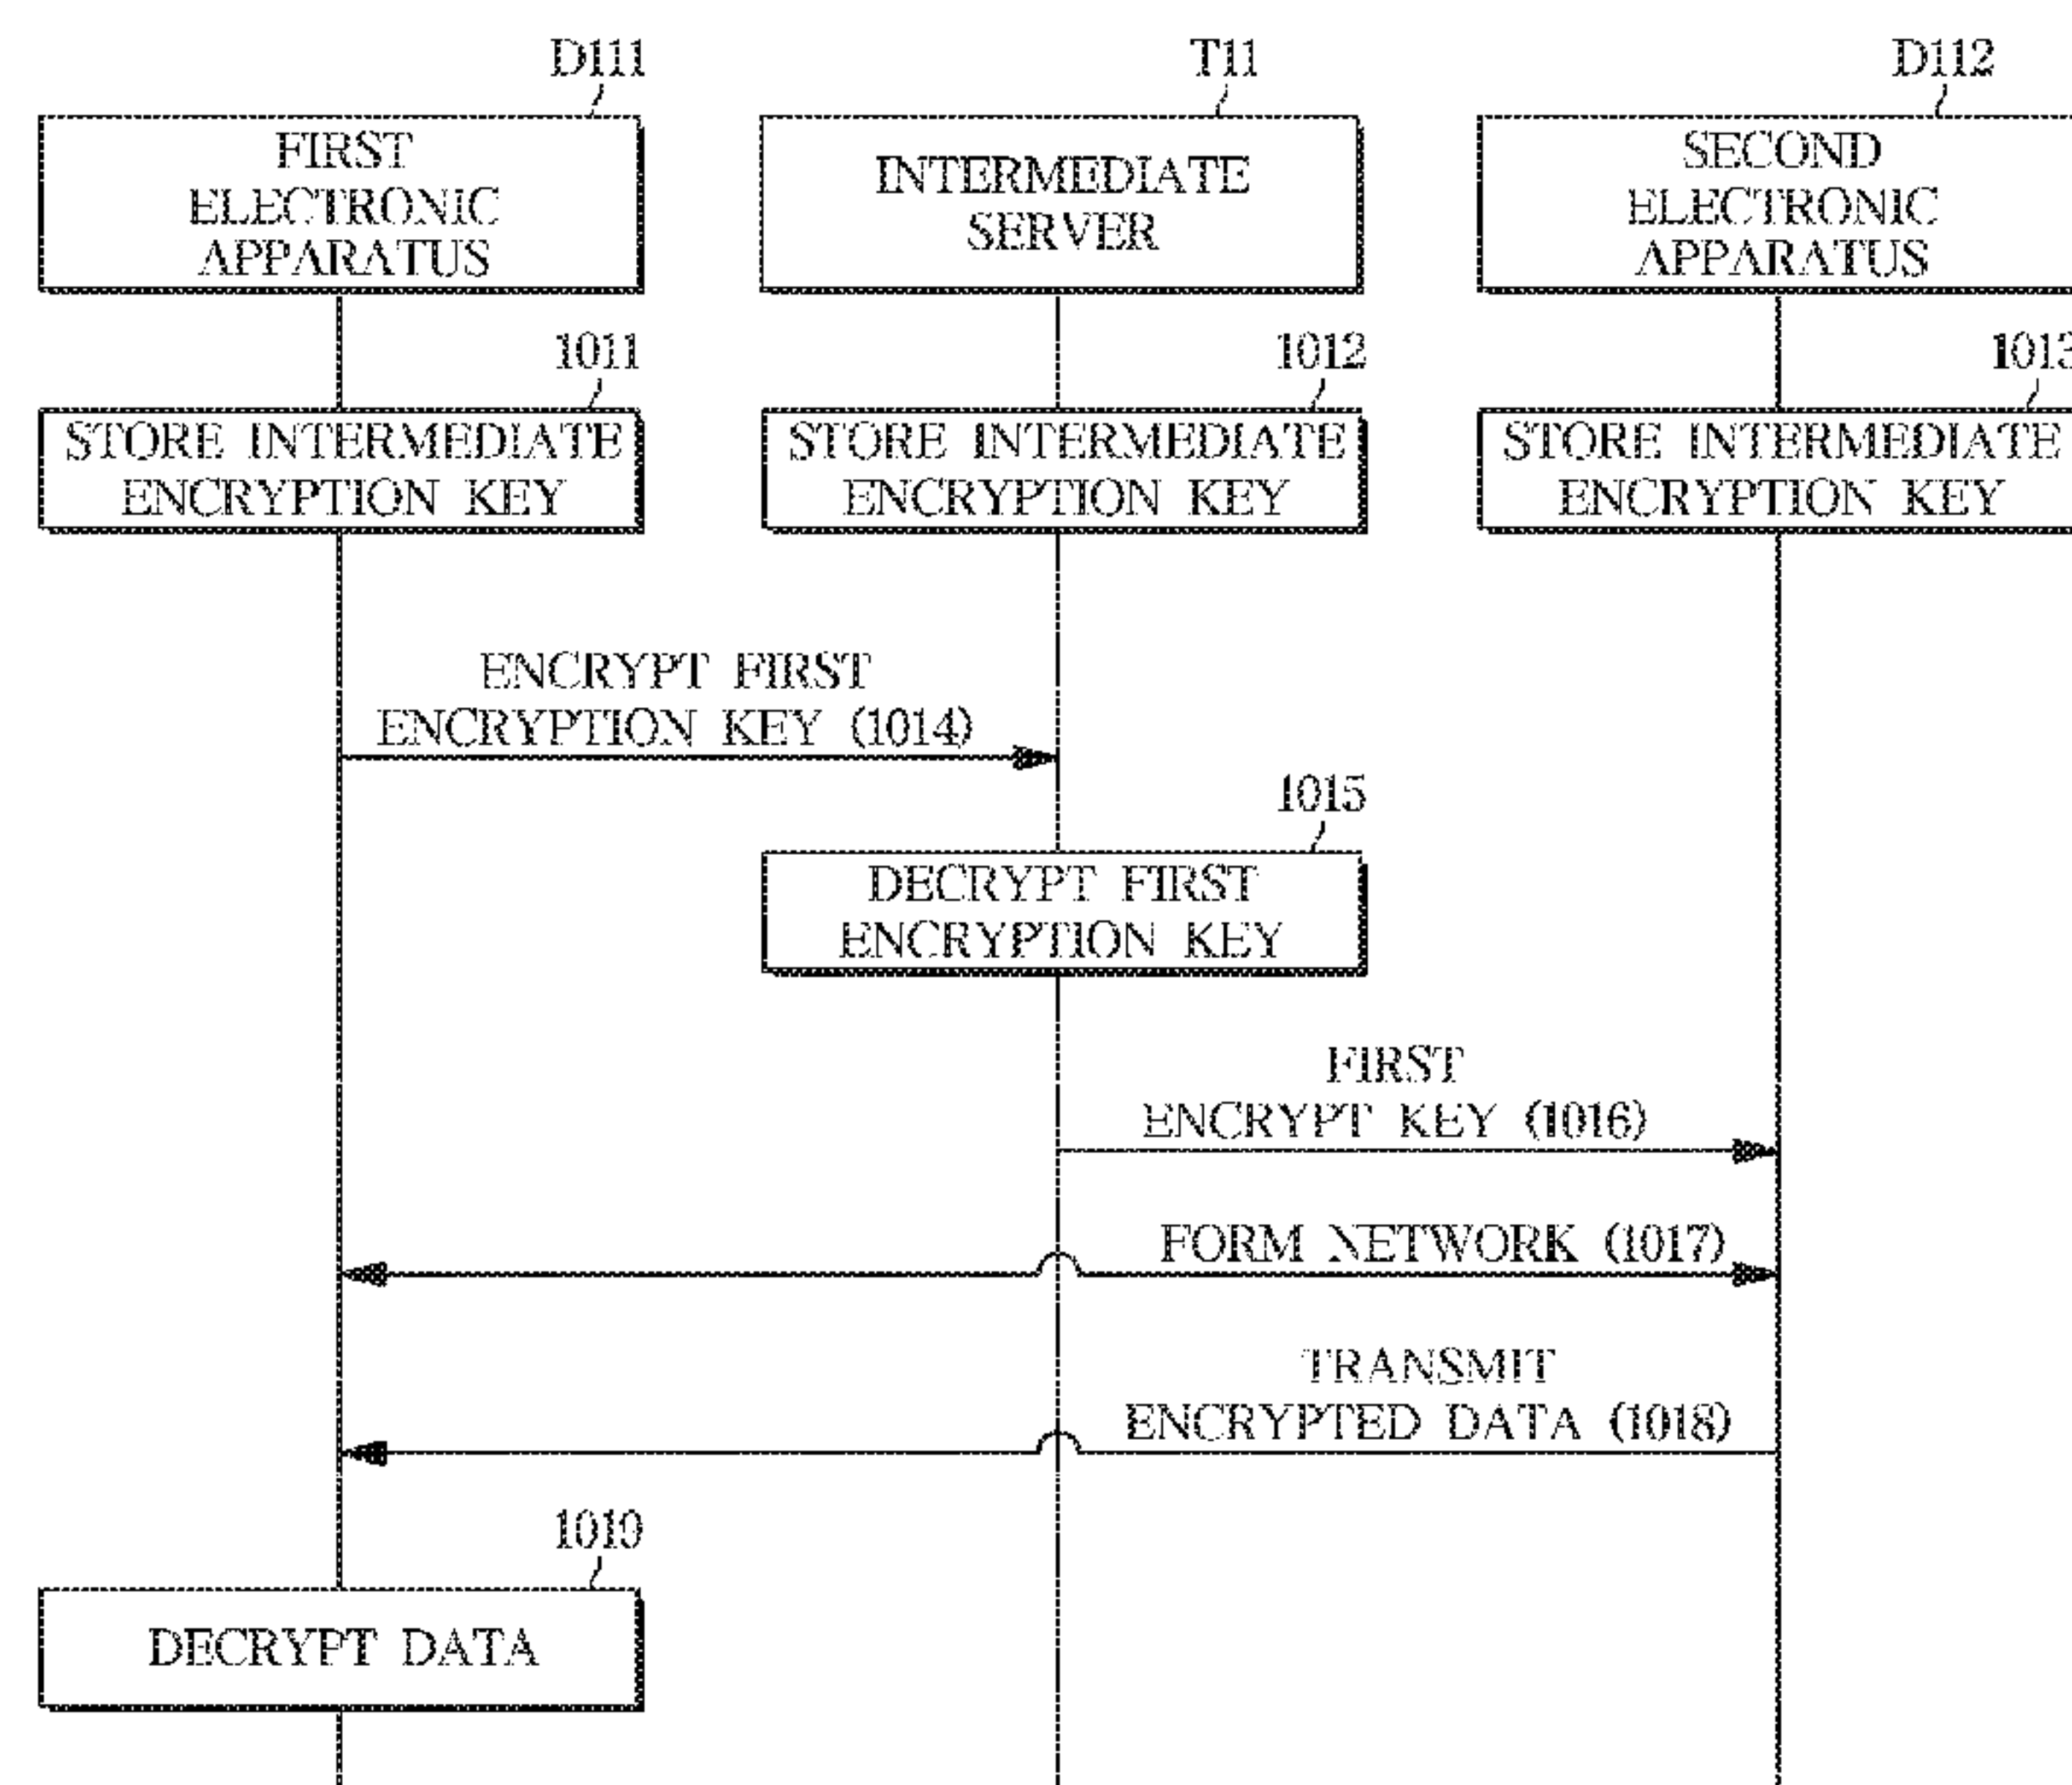 D111
T11
D112
FIRST
ELECTRONIC
APPARATUS
INTERMEDIATE
SERVER
SECOND
ELECTRONIC
APPARATUS
1011
1012
1013
STORE INTERMEDIATE
ENCRYPTION KEY
STORE INTERMEDIATE
ENCRYPTION KEY
STORE INTERMEDIATE
ENCRYPTION KEY
ENCRYPT FIRST
ENCRYPTION KEY (1014)
1015
DECRYPT FIRST
ENCRYPTION KEY
FIRST
ENCRYPT KEY (1016)
FORM NETWORK (1017)
TRANSMIT
ENCRYPTED DATA (1018)
1019
DECRYPT DATA